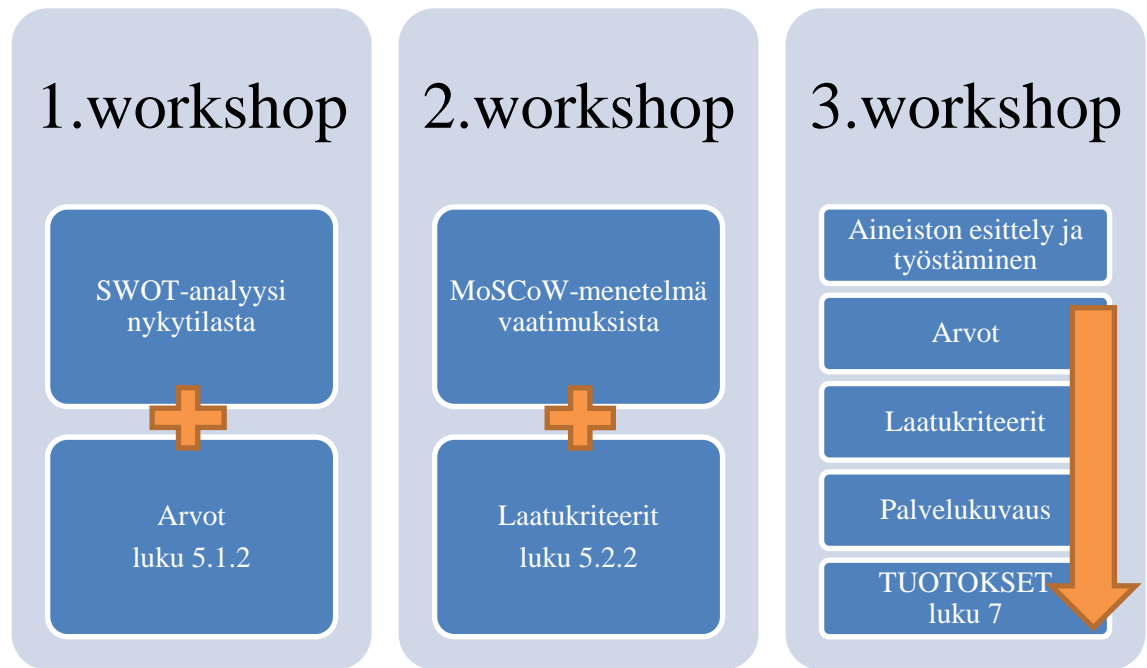 1.workshop
SWOT-analyysi
nykytilasta
Arvot
luku 5.1.2
2.workshop
MoSCoW-menetelmä
vaatimuksista
Laatukriteerit
luku 5.2.2
3.workshop
Aineiston esittely ja
työstäminen
Arvot
Laatukriteerit
Palvelukuvaus
TUOTOKSET
luku 7